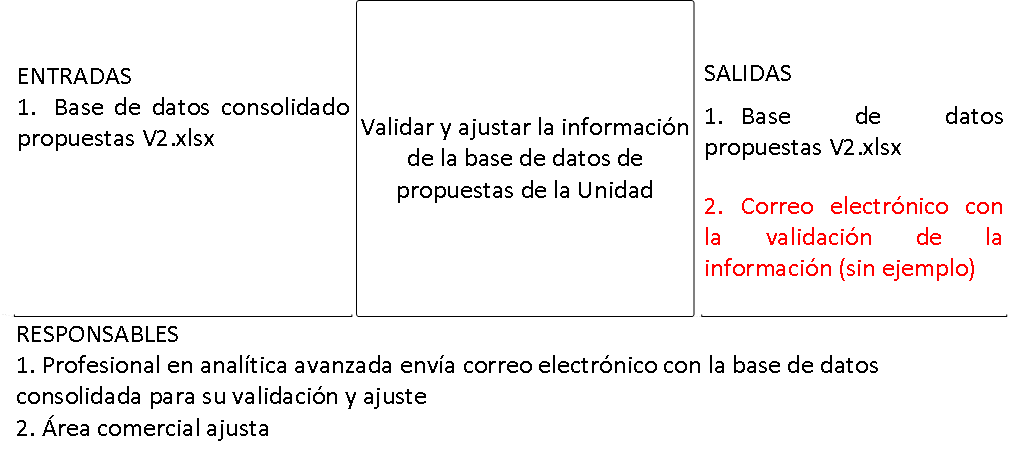 ENTRADAS
1. Base de datos consolidado
propuestas V2.xlsx
Validar y ajustar la información
de la base de datos de
propuestas de la Unidad
SALIDAS
1. Base de datos
propuestas V2.xlsx
2. Correo electrónico con
la validación de la
información (sin ejemplo)
RESPONSABLES
1. Profesional en analítica avanzada envía correo electrónico con la base de datos
consolidada para su validación y ajuste
2. Área comercial ajusta